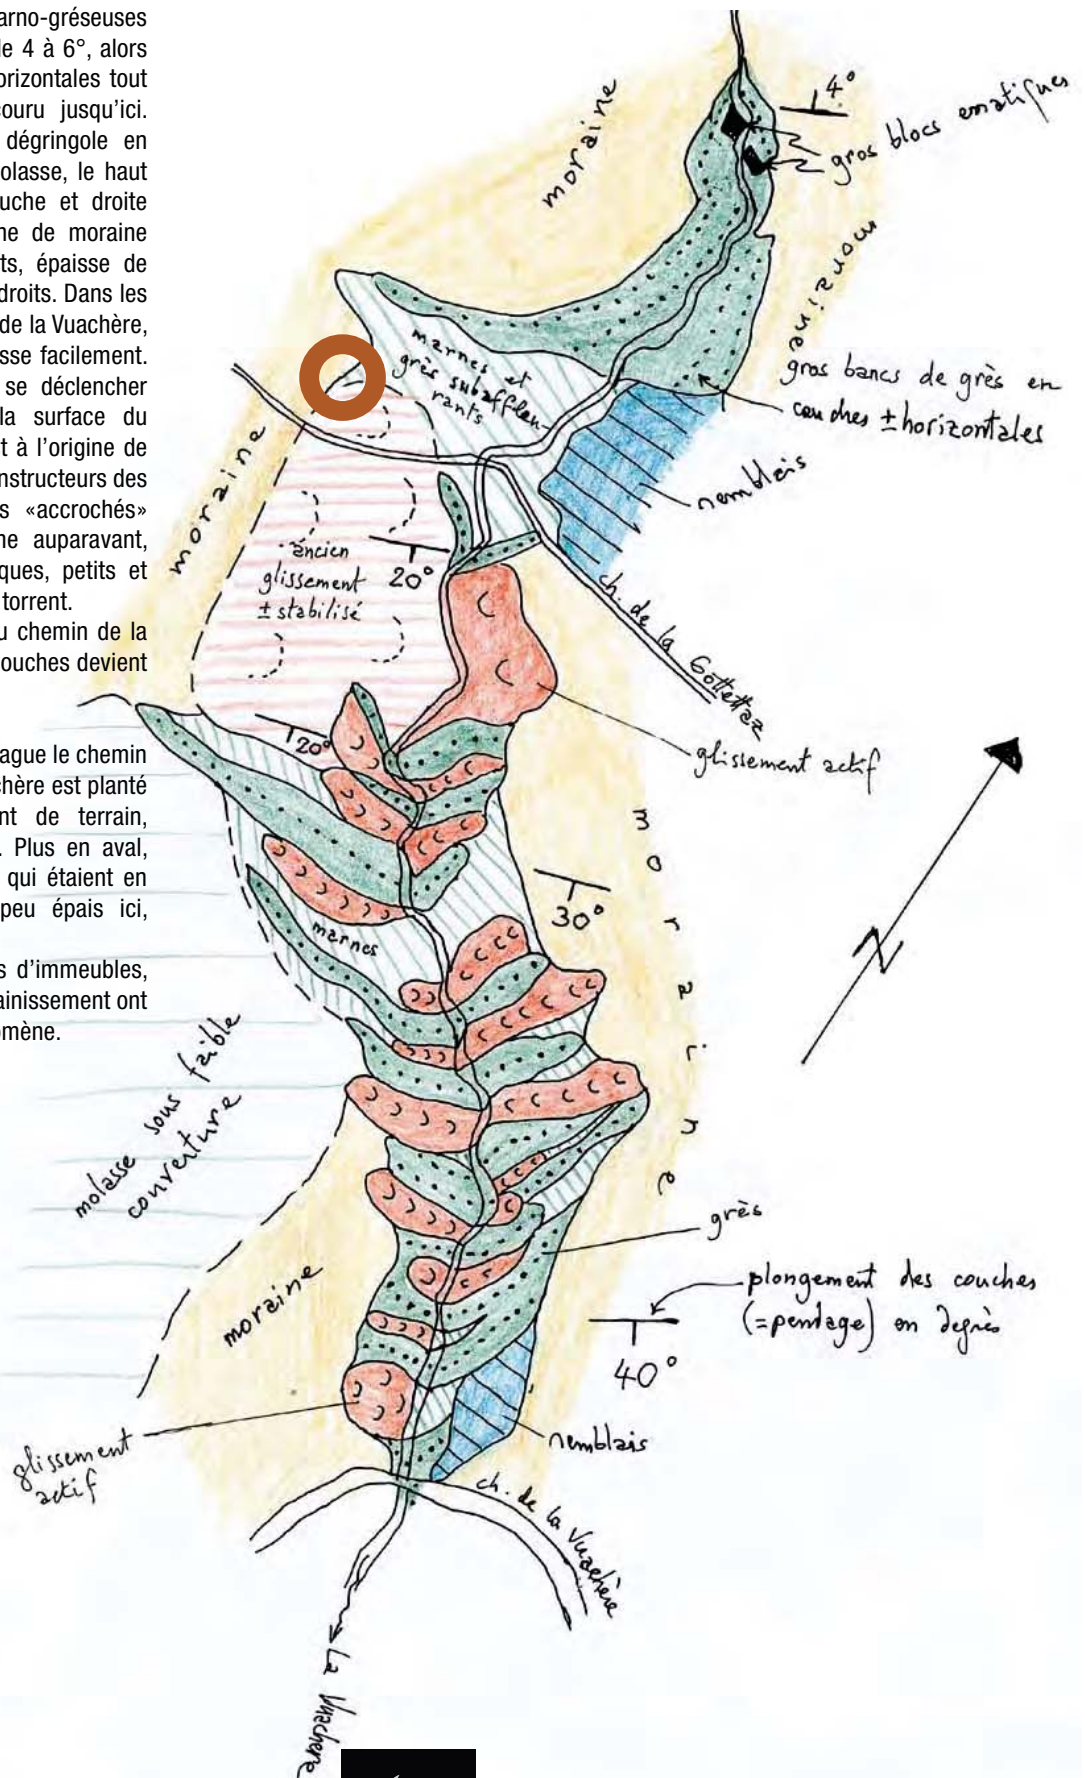 arno-gréseuses
le 4 à 6°, alors
orizontales tout
couru jusqu'ici.
dégringole en
olasse, le haut
uche et droite
ne de moraine
ts, épaisse de
droits. Dans les
de la Vuachère,
sse facilement.
se déclencher
la surface du
t à l'origine de
nstructeurs des
s «accrochés»
ne auparavant,
ques, petits et
torrent.
u chemin de la
ouches devient
ague le chemin
chère est planté
nt de terrain,
. Plus en aval,
qui étaient en
peu épais ici,
s d'immeubles,
ainissement ont
omène.
moraine
4°
gros blocs erratiques
moraine
marnes et
grès subaffleu-
rants
gros bancs de grès en
couches ± horizontales
remblais
moraine
ancien
glissement
± stabilisé
20°
ch. de la Gottettaz
20°
glissement actif
moraine
30°
marnes
molasse sous faible
couverture
grès
plongement des couches
(=pendage) en degrés
moraine
40°
glissement
actif
remblais
ch. de la Vuachère
La Vuachère